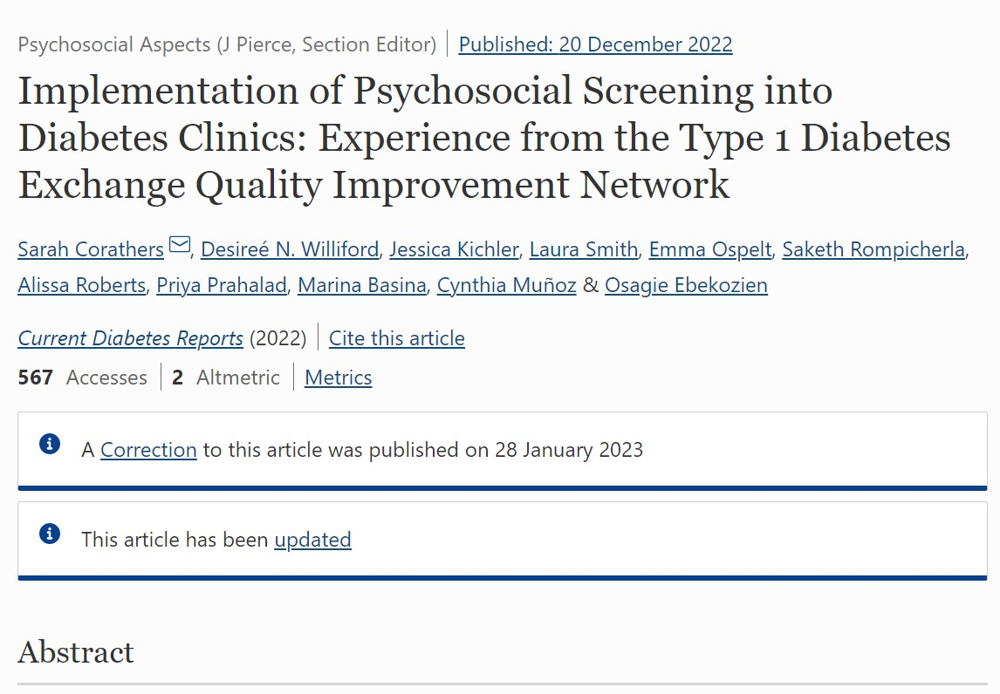 Psychosocial Aspects (J Pierce, Section Editor) | Published: 20 December 2022
Implementation of Psychosocial Screening into
Diabetes Clinics: Experience from the Type 1 Diabetes
Exchange Quality Improvement Network
Sarah Corathers, Desireé N. Williford, Jessica Kichler, Laura Smith, Emma Ospelt, Saketh Rompicherla,
Alissa Roberts, Priya Prahalad, Marina Basina, Cynthia Muñoz & Osagie Ebekozien
Current Diabetes Reports (2022) | Cite this article
567 Accesses | 2 Altmetric | Metrics
A Correction to this article was published on 28 January 2023
This article has been updated
Abstract